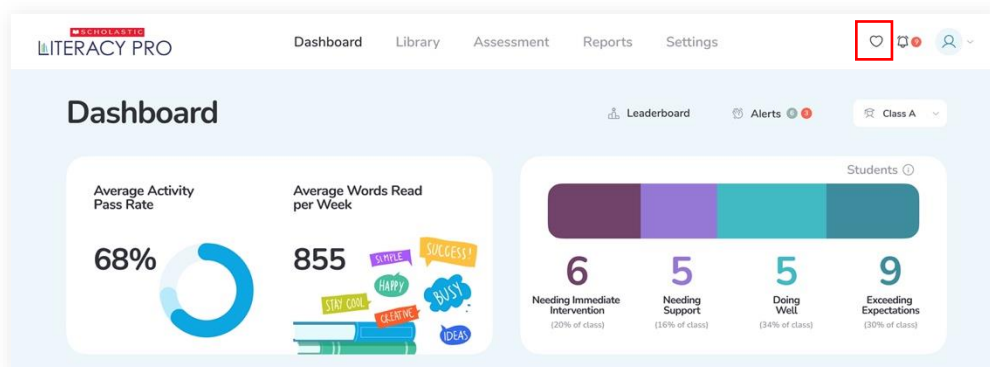 SCHOLASTIC
LITERACY PRO
Dashboard
Library
Assessment
Reports
Settings
9
Dashboard
Leaderboard
Alerts 6 3
Class A
Average Activity
Pass Rate
68%
Average Words Read
per Week
855
SIMPLE
SUCCESS!
HAPPY
STAY COOL
BUSY
CREATIVE
IDEAS
Students
6
Needing Immediate
Intervention
(20% of class)
5
Needing
Support
(16% of class)
5
Doing
Well
(34% of class)
9
Exceeding
Expectations
(30% of class)